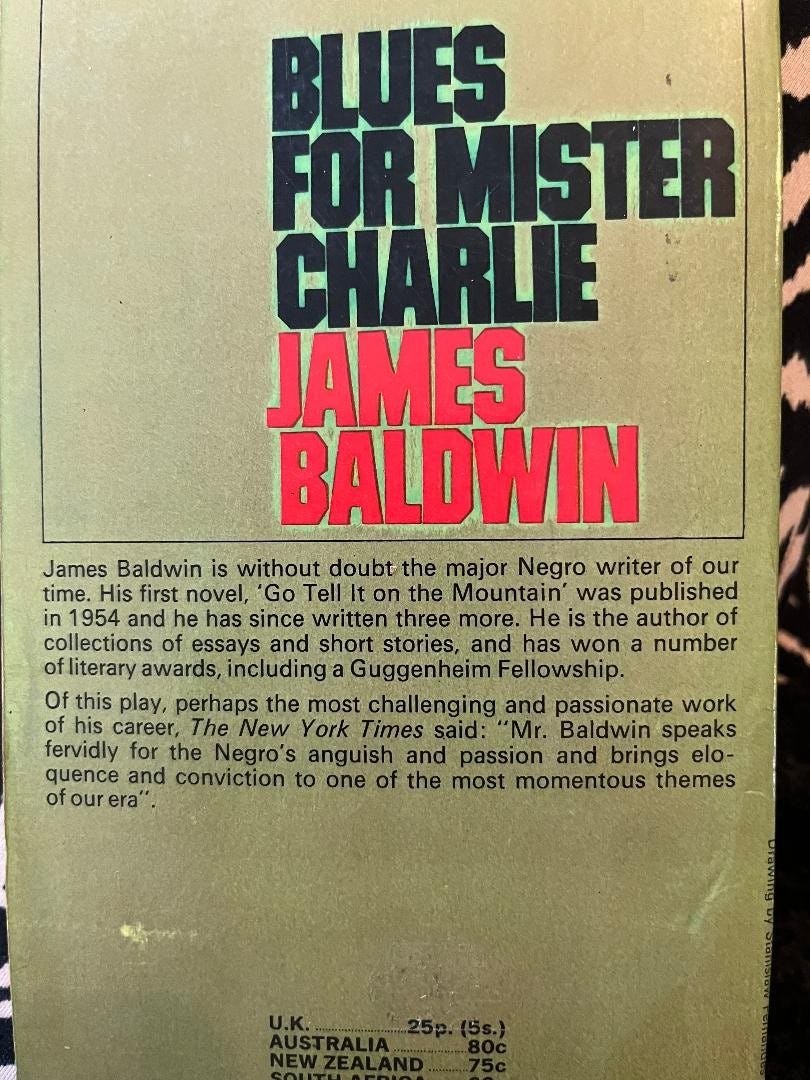 BLUES
FOR MISTER
CHARLIE
JAMES
BALDWIN
James Baldwin is without doubt the major Negro writer of our
time. His first novel, ‘Go Tell It on the Mountain’ was published
in 1954 and he has since written three more. He is the author of
collections of essays and short stories, and has won a number
of literary awards, including a Guggenheim Fellowship.
Of this play, perhaps the most challenging and passionate work
of his career, The New York Times said: “Mr. Baldwin speaks
fervidly for the Negro’s anguish and passion and brings elo-
quence and conviction to one of the most momentous themes
of our era”.
U.K. ........................25p. (5s.)
AUSTRALIA ....................80c
NEW ZEALAND ...........75c
SOUTH AFRICA
Drawing by Stanislaw